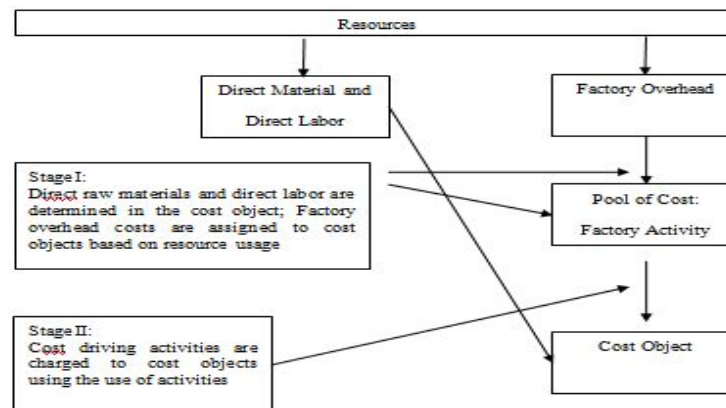 Resources
Direct Material and
Direct Labor
Factory Overhead
Stage I:
Direct raw materials and direct labor are
determined in the cost object; Factory
overhead costs are assigned to cost
objects based on resource usage
Pool of Cost:
Factory Activity
Stage II:
Cost driving activities are
charged to cost objects
using the use of activities
Cost Object